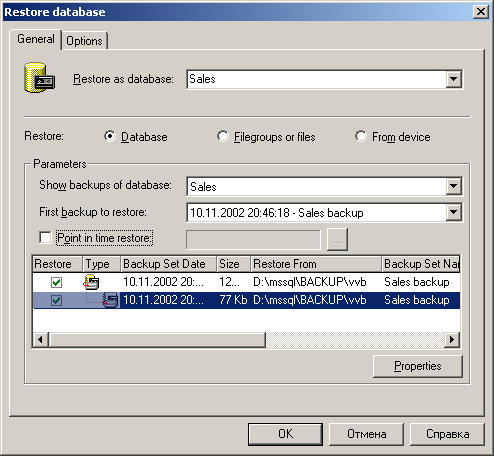 Restore database
General Options
Restore as database: Sales
Restore: Database Filegroups or files From device
Parameters
Show backups of database: Sales
First backup to restore: 10.11.2002 20:46:18 - Sales backup
Point in time restore: ...
Restore Type Backup Set Date Size Restore From Backup Set Nar
10.11.2002 20:... 12... D:\mssql\BACKUP\vvb Sales backup
10.11.2002 20:... 77 Kb D:\mssql\BACKUP\vvb Sales backup
Properties
OK Отмена Справка